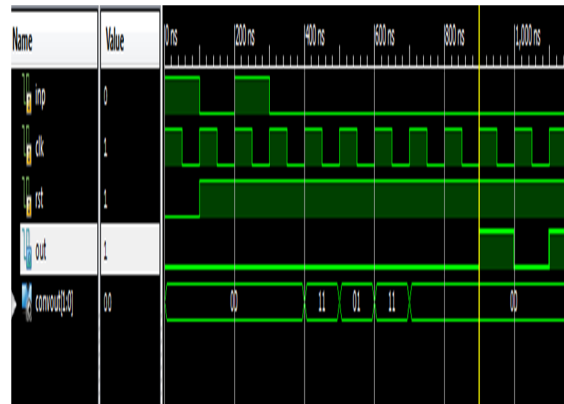 Name Value 0 ns 200 ns 400 ns 600 ns 800 ns 1,000 ns
inp 0
clk 1
rst 1
out 1
convout[1:0] 00 00 11 01 11 00